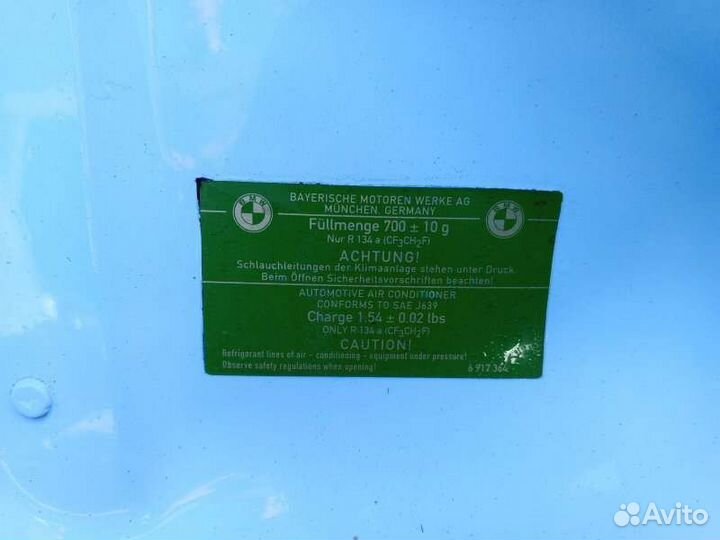 BAYERISCHE MOTOREN WERKE AG
MÜNCHEN, GERMANY
Füllmenge 700 ± 10 g
Nur R 134 a (CF₃CH₂F)
ACHTUNG!
Schlauchleitungen der Klimaanlage stehen unter Druck.
Beim Öffnen Sicherheitsvorschriften beachten!
AUTOMOTIVE AIR CONDITIONER
CONFORMS TO SAE J639
Charge 1.54 ± 0.02 lbs
ONLY R 134 a (CF₃CH₂F)
CAUTION!
Refrigerant lines of air - conditioning - equipment under pressure!
Observe safety regulations when opening!
6 917 364
Avito